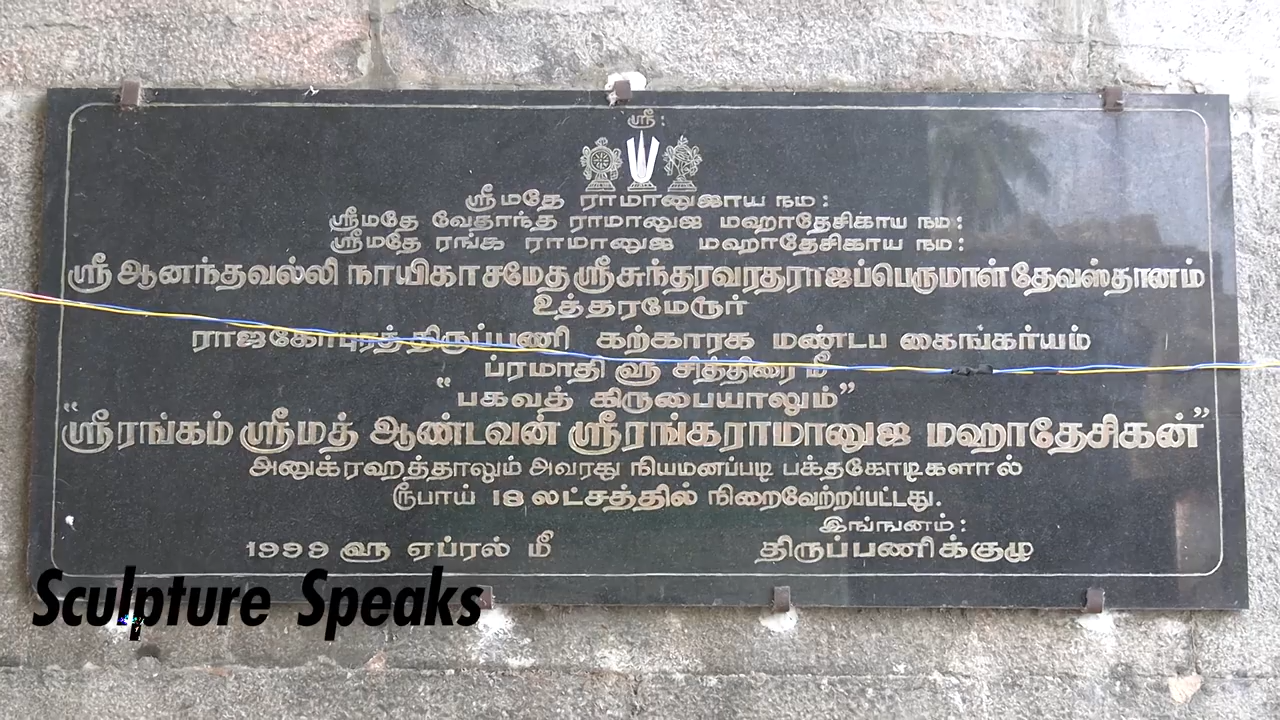 ஸ்ரீ :
ஸ்ரீமதே ராமானுஜாய நம :
ஸ்ரீமதே வேதாந்த ராமானுஜ மஹாதேசிகாய நம :
ஸ்ரீமதே ரங்க ராமானுஜ மஹாதேசிகாய நம :
ஸ்ரீ ஆனந்தவல்லி நாயிகா சமேத ஸ்ரீ சுந்தரவரதராஜப்பெருமாள் தேவஸ்தானம்
உத்தரமேரூர்
ராஜகோபுரத் திருப்பணி கற்காரக மண்டப கைங்கர்யம்
ப்ரமாதி ௵ சித்திரை ௴
"பகவத் கிருபையாலும்"
"ஸ்ரீரங்கம் ஸ்ரீமத் ஆண்டவன் ஸ்ரீரங்கராமானுஜ மஹாதேசிகன்"
அனுக்ரஹத்தாலும் அவரது நியமனப்படி பக்தகோடிகளால்
ரூபாய் 18 லட்சத்தில் நிறைவேற்றப்பட்டது.
இங்ஙனம் :
1999 ௵ ஏப்ரல் ௴ திருப்பணிக்குழு
Sculpture Speaks